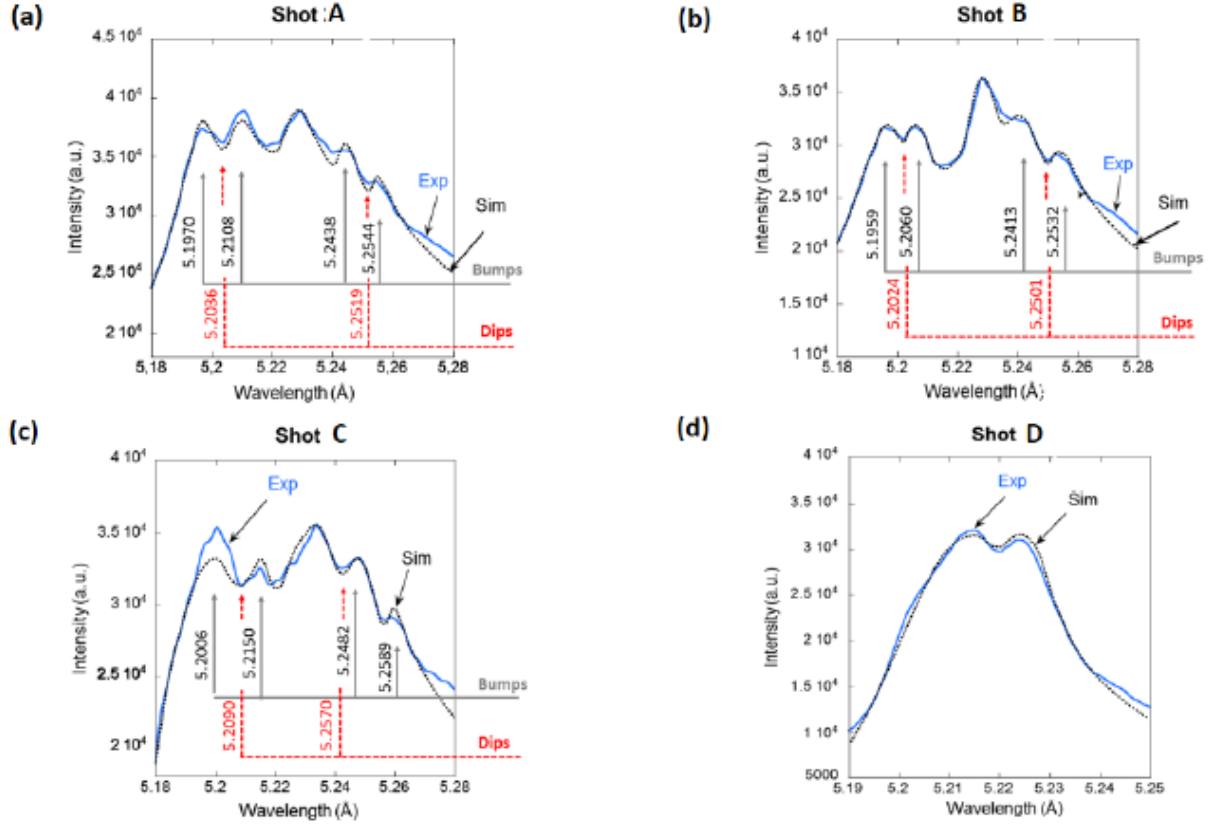 (a)
Shot :A
4.5 10⁴
4 10⁴
3.5 10⁴
3 10⁴
2.5 10⁴
2 10⁴
Intensity (a.u.)
5.1970
5.2108
5.2438
5.2544
Exp
Sim
Bumps
5.2036
5.2519
Dips
5,18 5.2 5.22 5.24 5.26 5,28
Wavelength (Å)
(b)
Shot B
4 10⁴
3.5 10⁴
3 10⁴
2.5 10⁴
2 10⁴
1.5 10⁴
1 10⁴
Intensity (a.u.)
5.1959
5.2060
5.2413
5.2532
Exp
Sim
Bumps
5.2024
5.2501
Dips
5.18 5.2 5.22 5.24 5.26 5.28
Wavelength (Å)
(c)
Shot C
4 10⁴
3.5 10⁴
3 10⁴
2.5 10⁴
2 10⁴
Intensity (a.u.)
Exp
Sim
5.2006
5.2150
5.2482
5.2589
Bumps
5.2090
5.2570
Dips
5.18 5.2 5.22 5.24 5.26 5.28
Wavelength (Å)
(d)
Shot D
4 10⁴
3.5 10⁴
3 10⁴
2.5 10⁴
2 10⁴
1.5 10⁴
1 10⁴
5000
Intensity (a.u.)
Exp
Sim
5.19 5.2 5.21 5.22 5.23 5.24 5.25
Wavelength (Å)